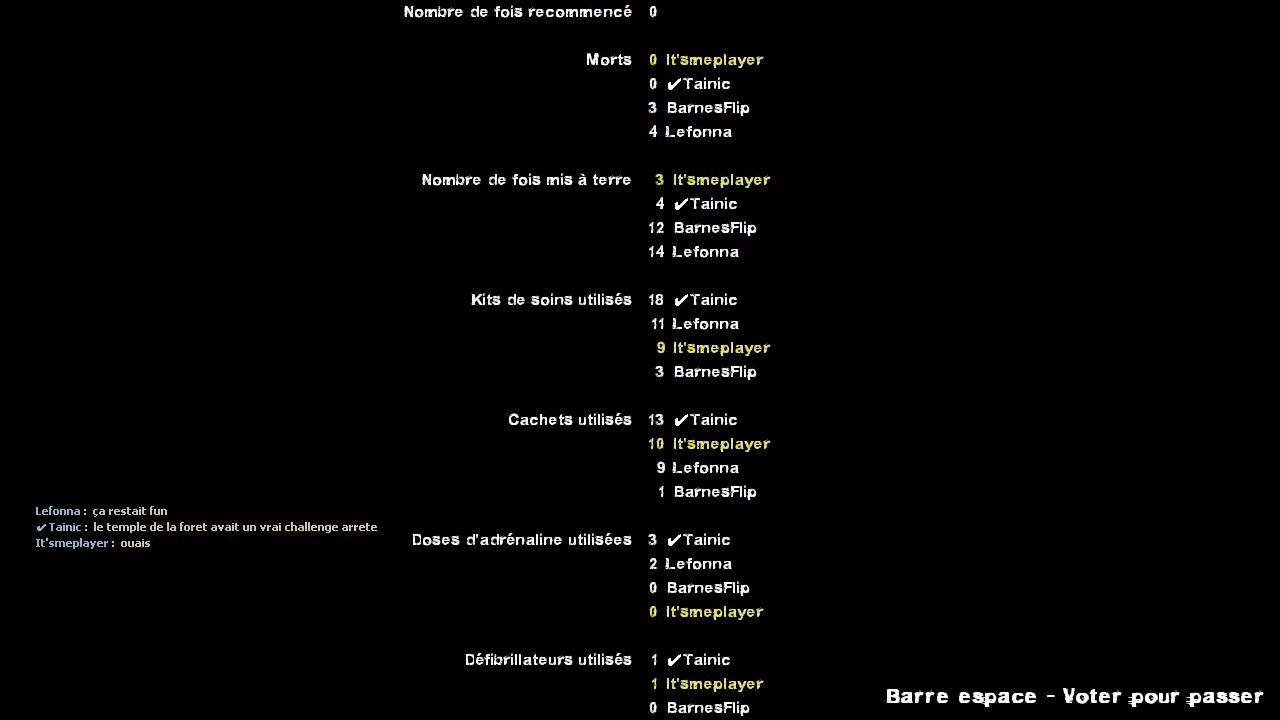 Nombre de fois recommencé 0
Morts 0 It'smeplayer
0 ✔Tainic
3 BarnesFlip
4 Lefonna
Nombre de fois mis à terre 3 It'smeplayer
4 ✔Tainic
12 BarnesFlip
14 Lefonna
Kits de soins utilisés 18 ✔Tainic
11 Lefonna
9 It'smeplayer
3 BarnesFlip
Cachets utilisés 13 ✔Tainic
10 It'smeplayer
9 Lefonna
1 BarnesFlip
Lefonna : ça restait fun
✔Tainic : le temple de la foret avait un vrai challenge arrete
It'smeplayer : ouais
Doses d'adrénaline utilisées 3 ✔Tainic
2 Lefonna
0 BarnesFlip
0 It'smeplayer
Défibrillateurs utilisés 1 ✔Tainic
1 It'smeplayer
0 BarnesFlip
Barre espace - Voter pour passer